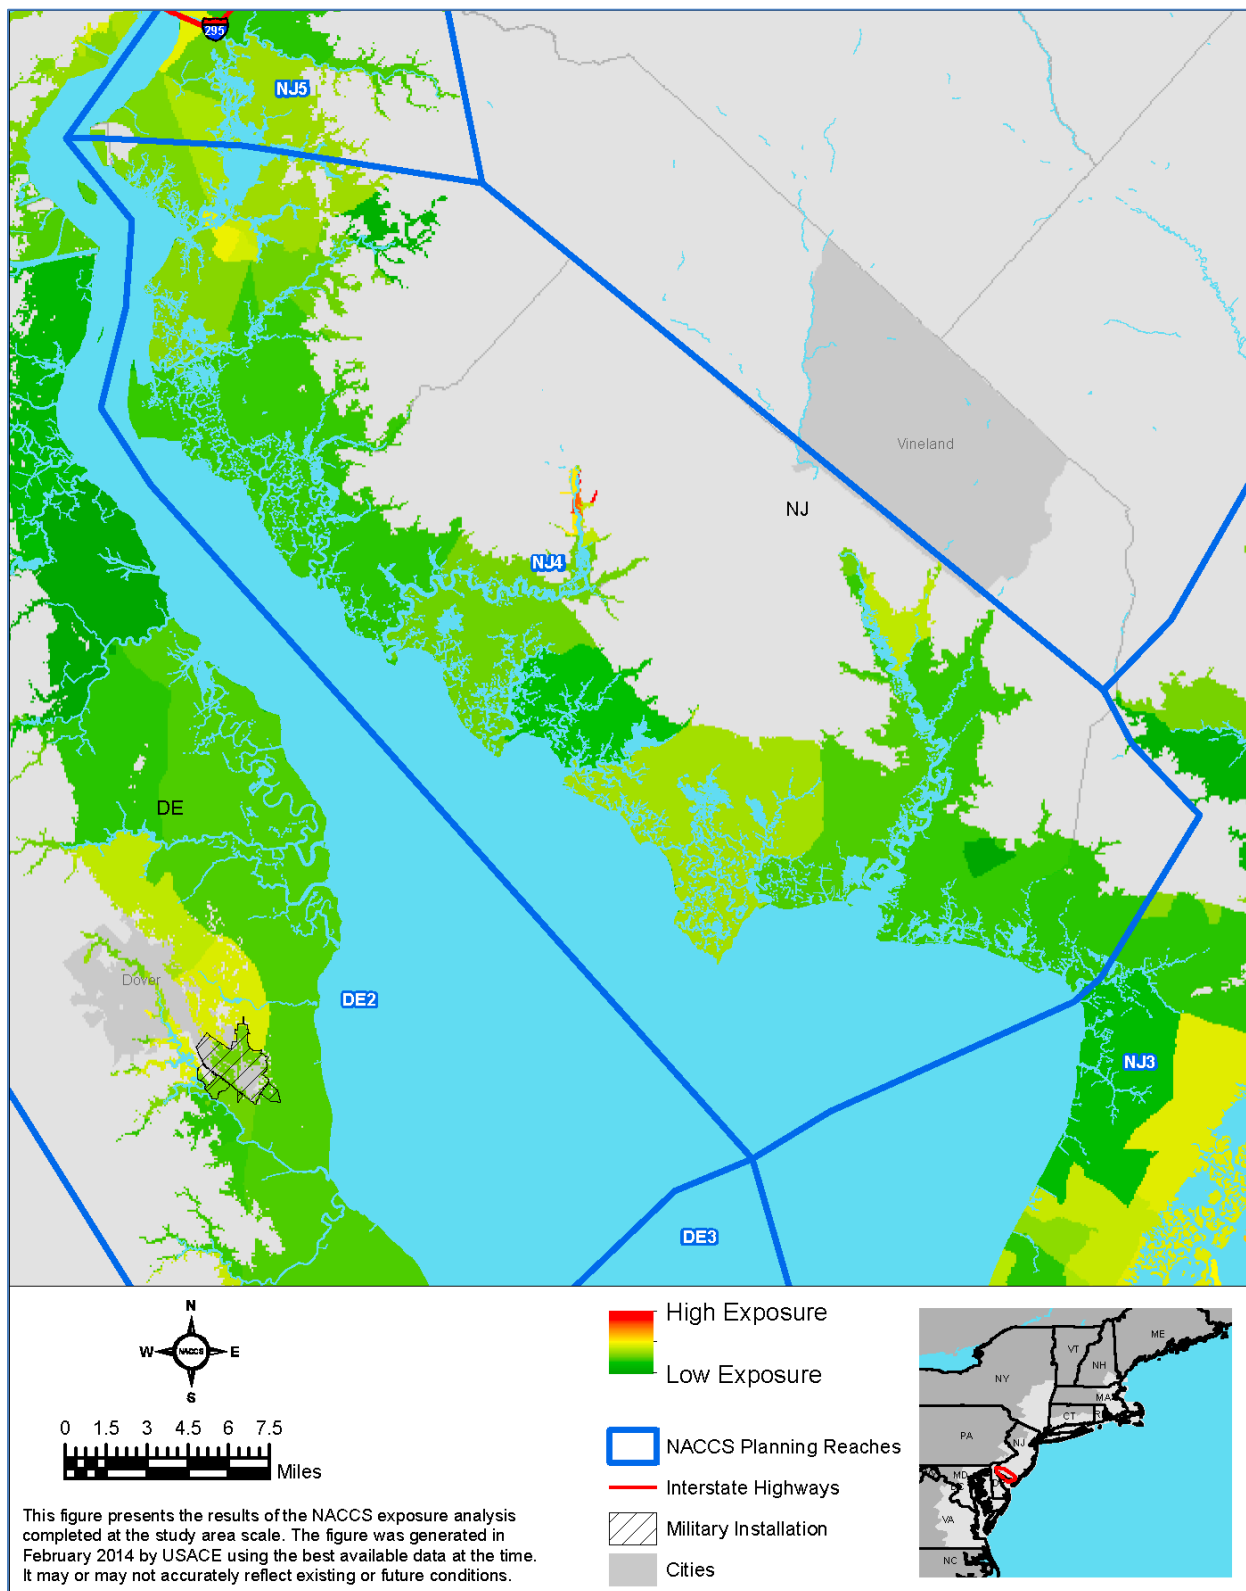 295
NJ5
Vineland
NJ
NJ4
DE
Dover
DE2
NJ3
DE3
N
W NACCS E
S
0 1.5 3 4.5 6 7.5
Miles
This figure presents the results of the NACCS exposure analysis
completed at the study area scale. The figure was generated in
February 2014 by USACE using the best available data at the time.
It may or may not accurately reflect existing or future conditions.
High Exposure
Low Exposure
NACCS Planning Reaches
Interstate Highways
Military Installation
Cities
ME
VT
NH
NY
MA
CT
PA
NJ
MD
VA
NC